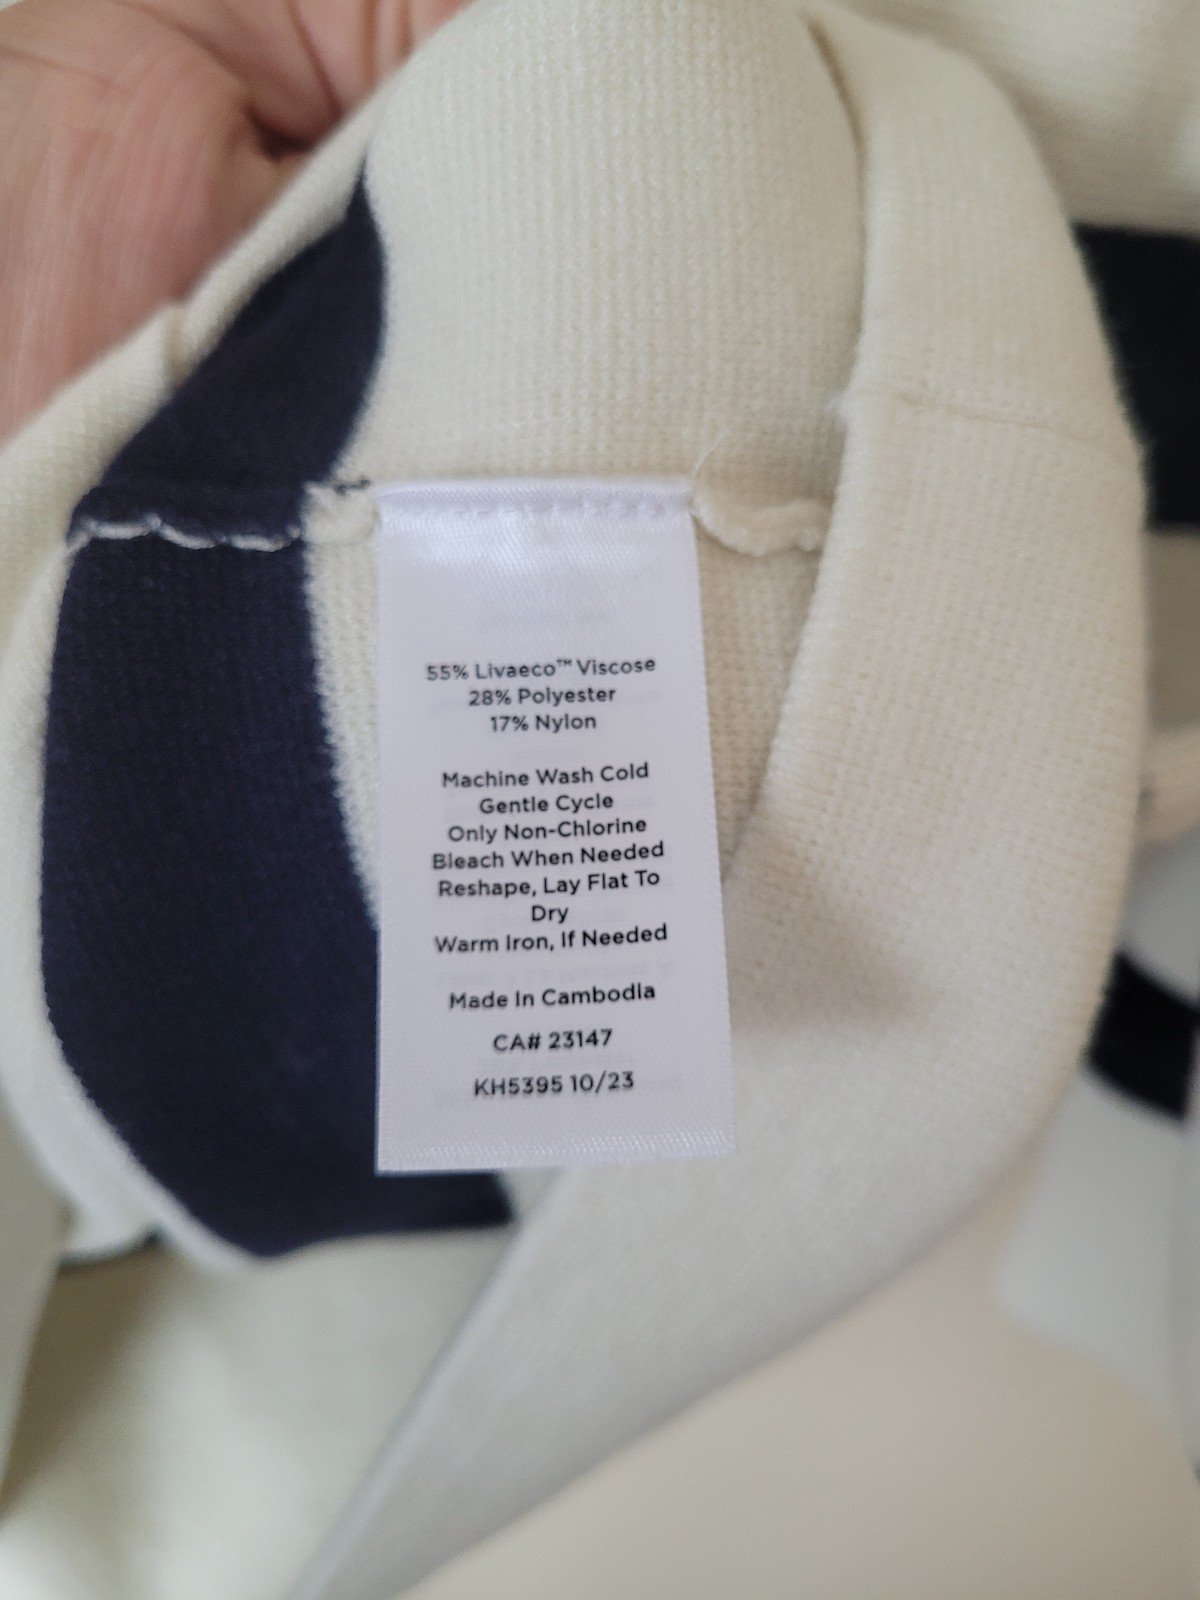 55% Livaeco™ Viscose
28% Polyester
17% Nylon
Machine Wash Cold
Gentle Cycle
Only Non-Chlorine
Bleach When Needed
Reshape, Lay Flat To
Dry
Warm Iron, If Needed
Made In Cambodia
CA# 23147
KH5395 10/23